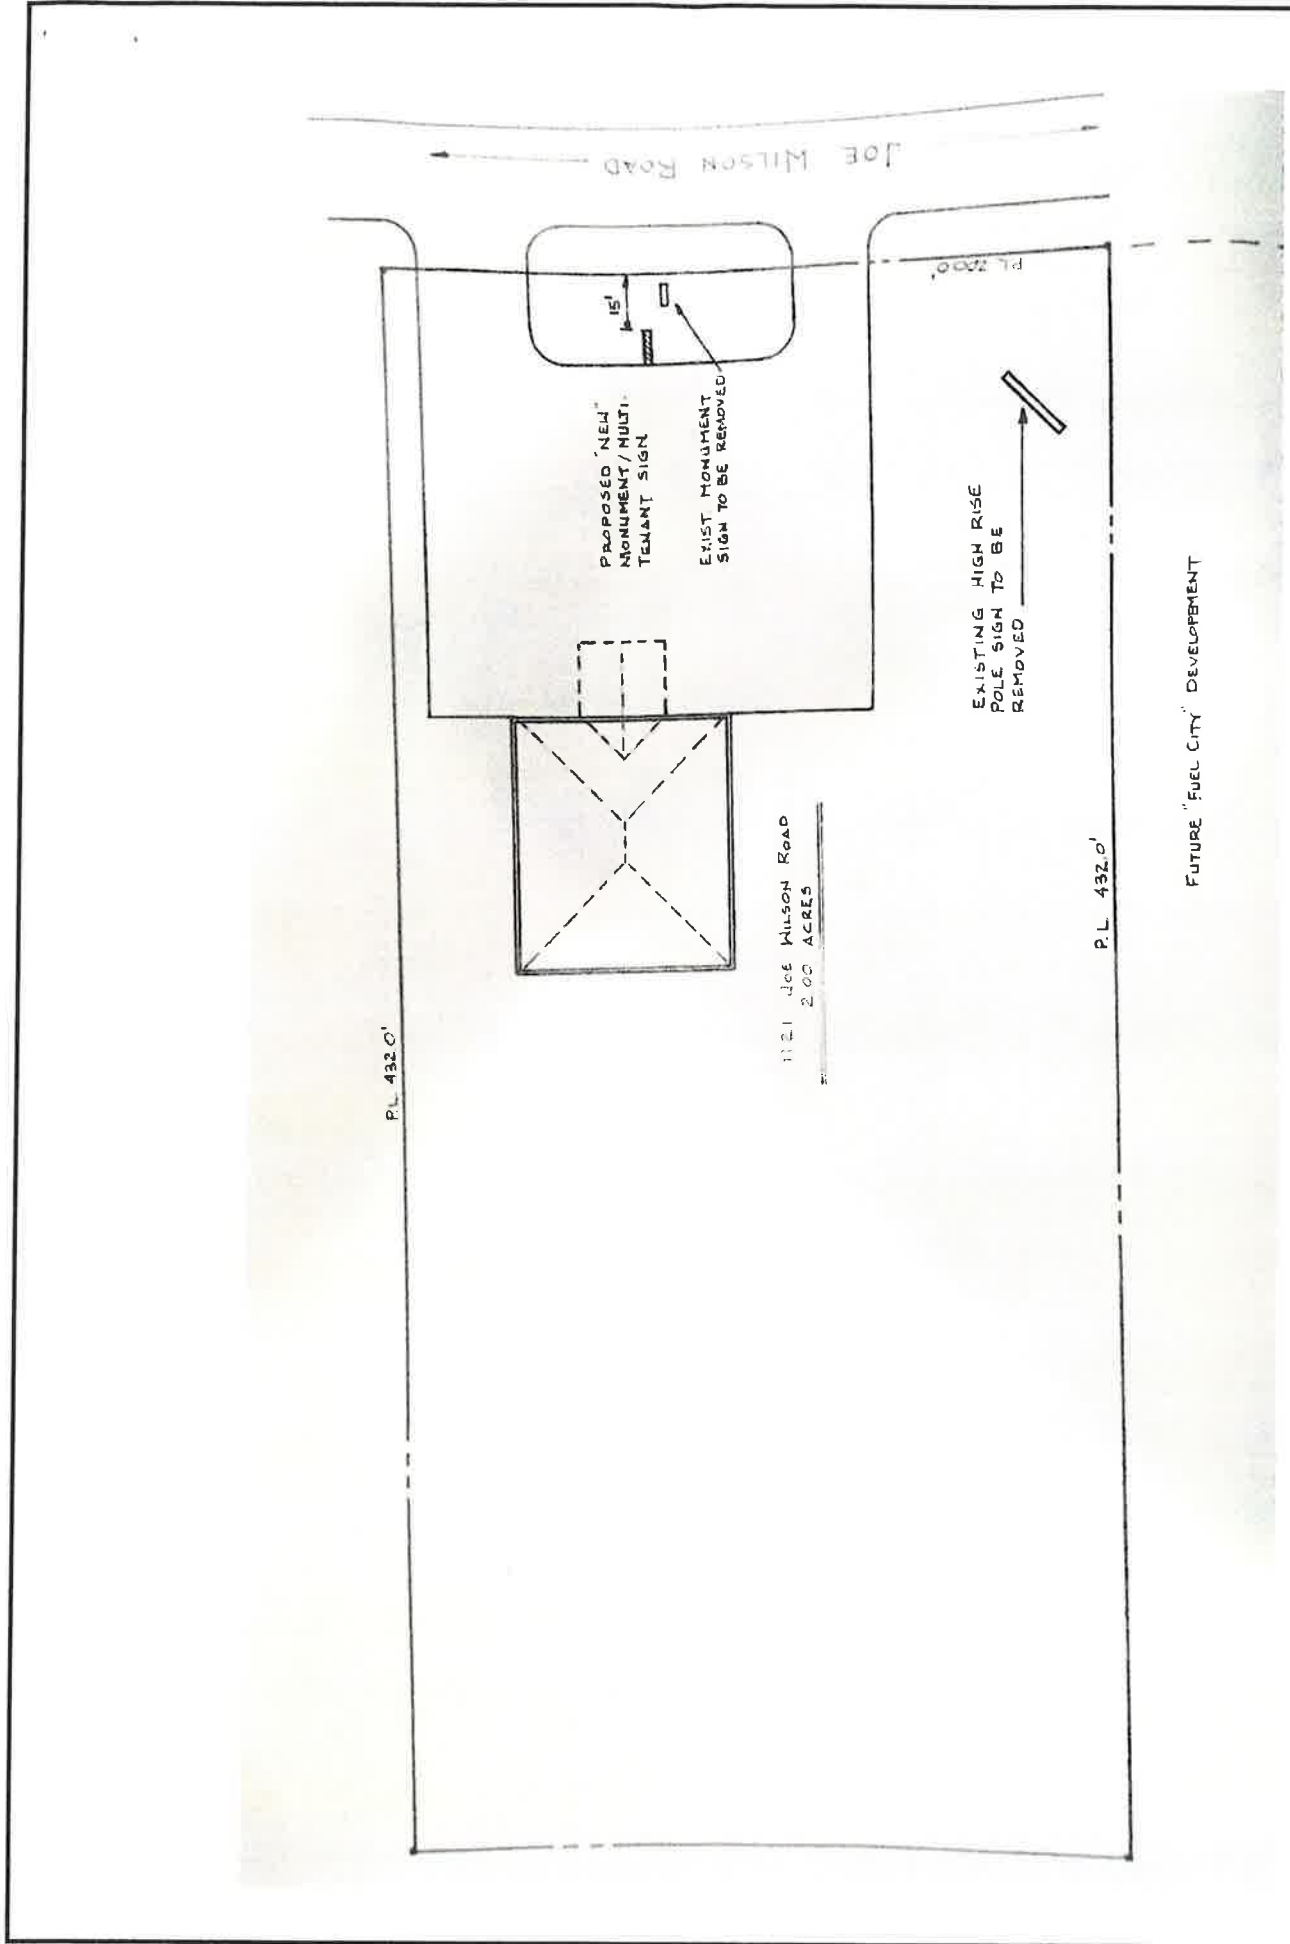 JOE WILSON ROAD
PL 200.0'
15'
PROPOSED "NEW"
MONUMENT / MULTI-
TENANT SIGN
EXIST MONUMENT
SIGN TO BE REMOVED
EXISTING HIGH RISE
POLE SIGN TO BE
REMOVED
FUTURE "FUEL CITY" DEVELOPEMENT
1121 JOE WILSON ROAD
2.00 ACRES
P.L. 432.0'
P.L. 432.0'